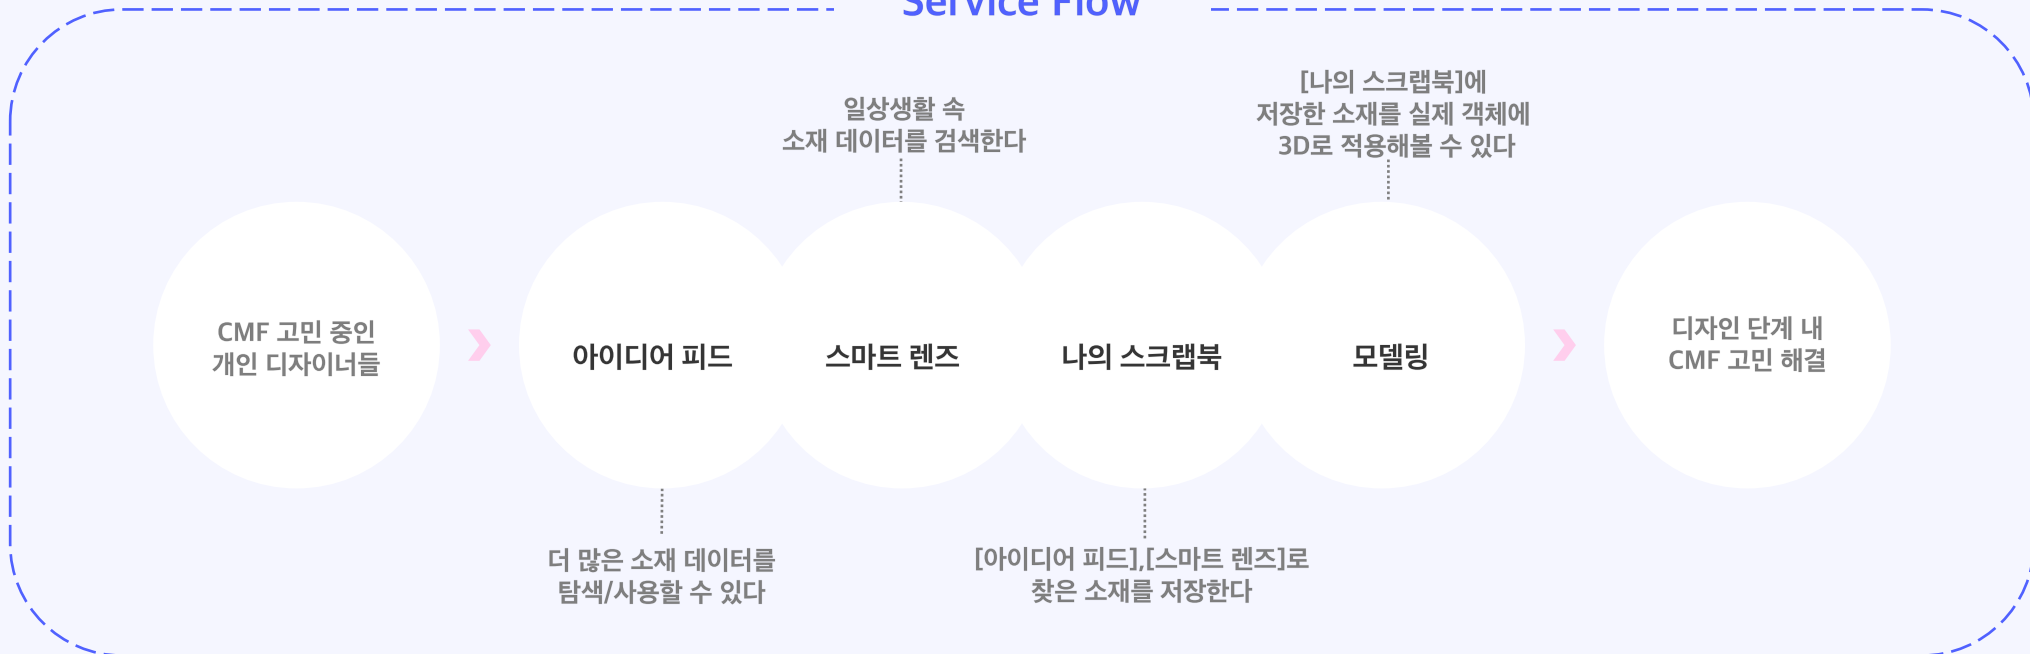 Service Flow
일상생활 속
소재 데이터를 검색한다
[나의 스크랩북]에
저장한 소재를 실제 객체에
3D로 적용해볼 수 있다
CMF 고민 중인
개인 디자이너들
아이디어 피드
스마트 렌즈
나의 스크랩북
모델링
디자인 단계 내
CMF 고민 해결
더 많은 소재 데이터를
탐색/사용할 수 있다
[아이디어 피드],[스마트 렌즈]로
찾은 소재를 저장한다